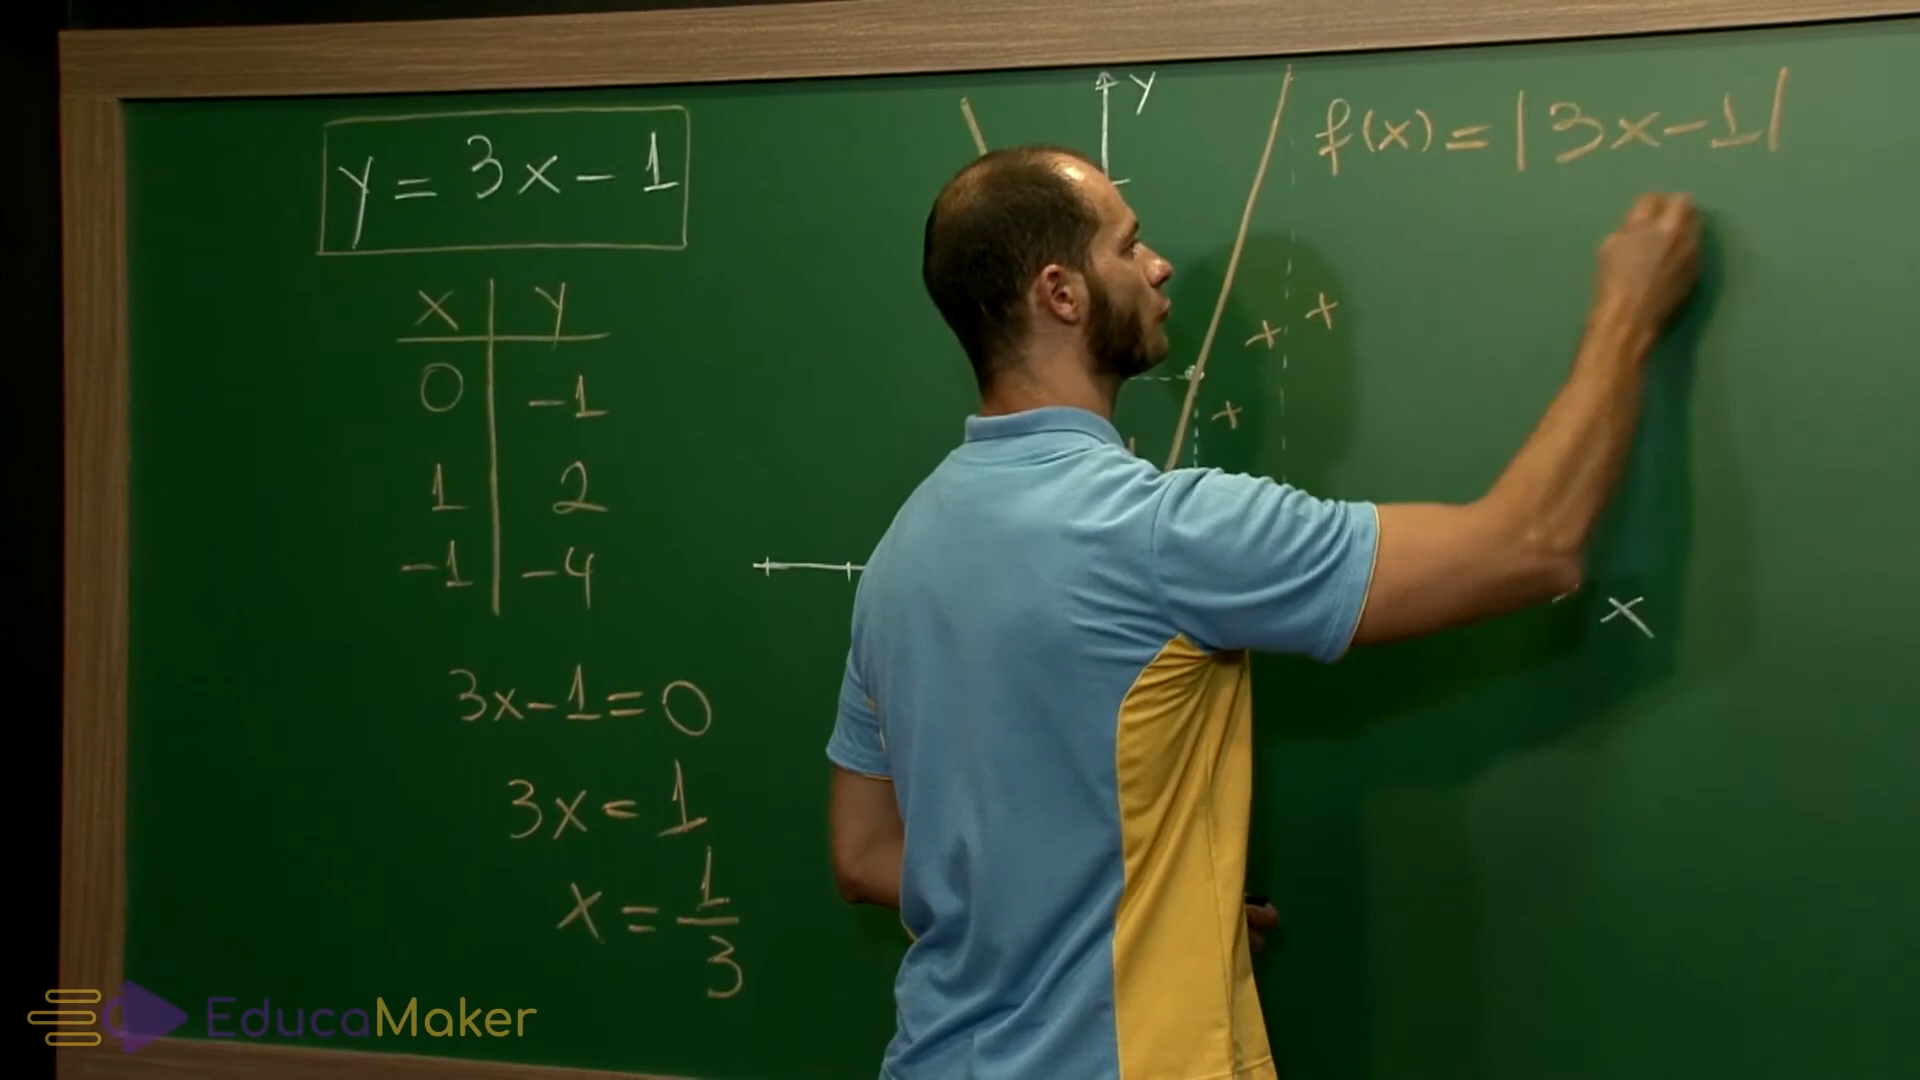 y = 3x - 1
x y
0 -1
1 2
-1 -4
3x-1=0
3x=1
x = 1/3
y
f(x) = |3x-1|
+ +
+
x
EducaMaker